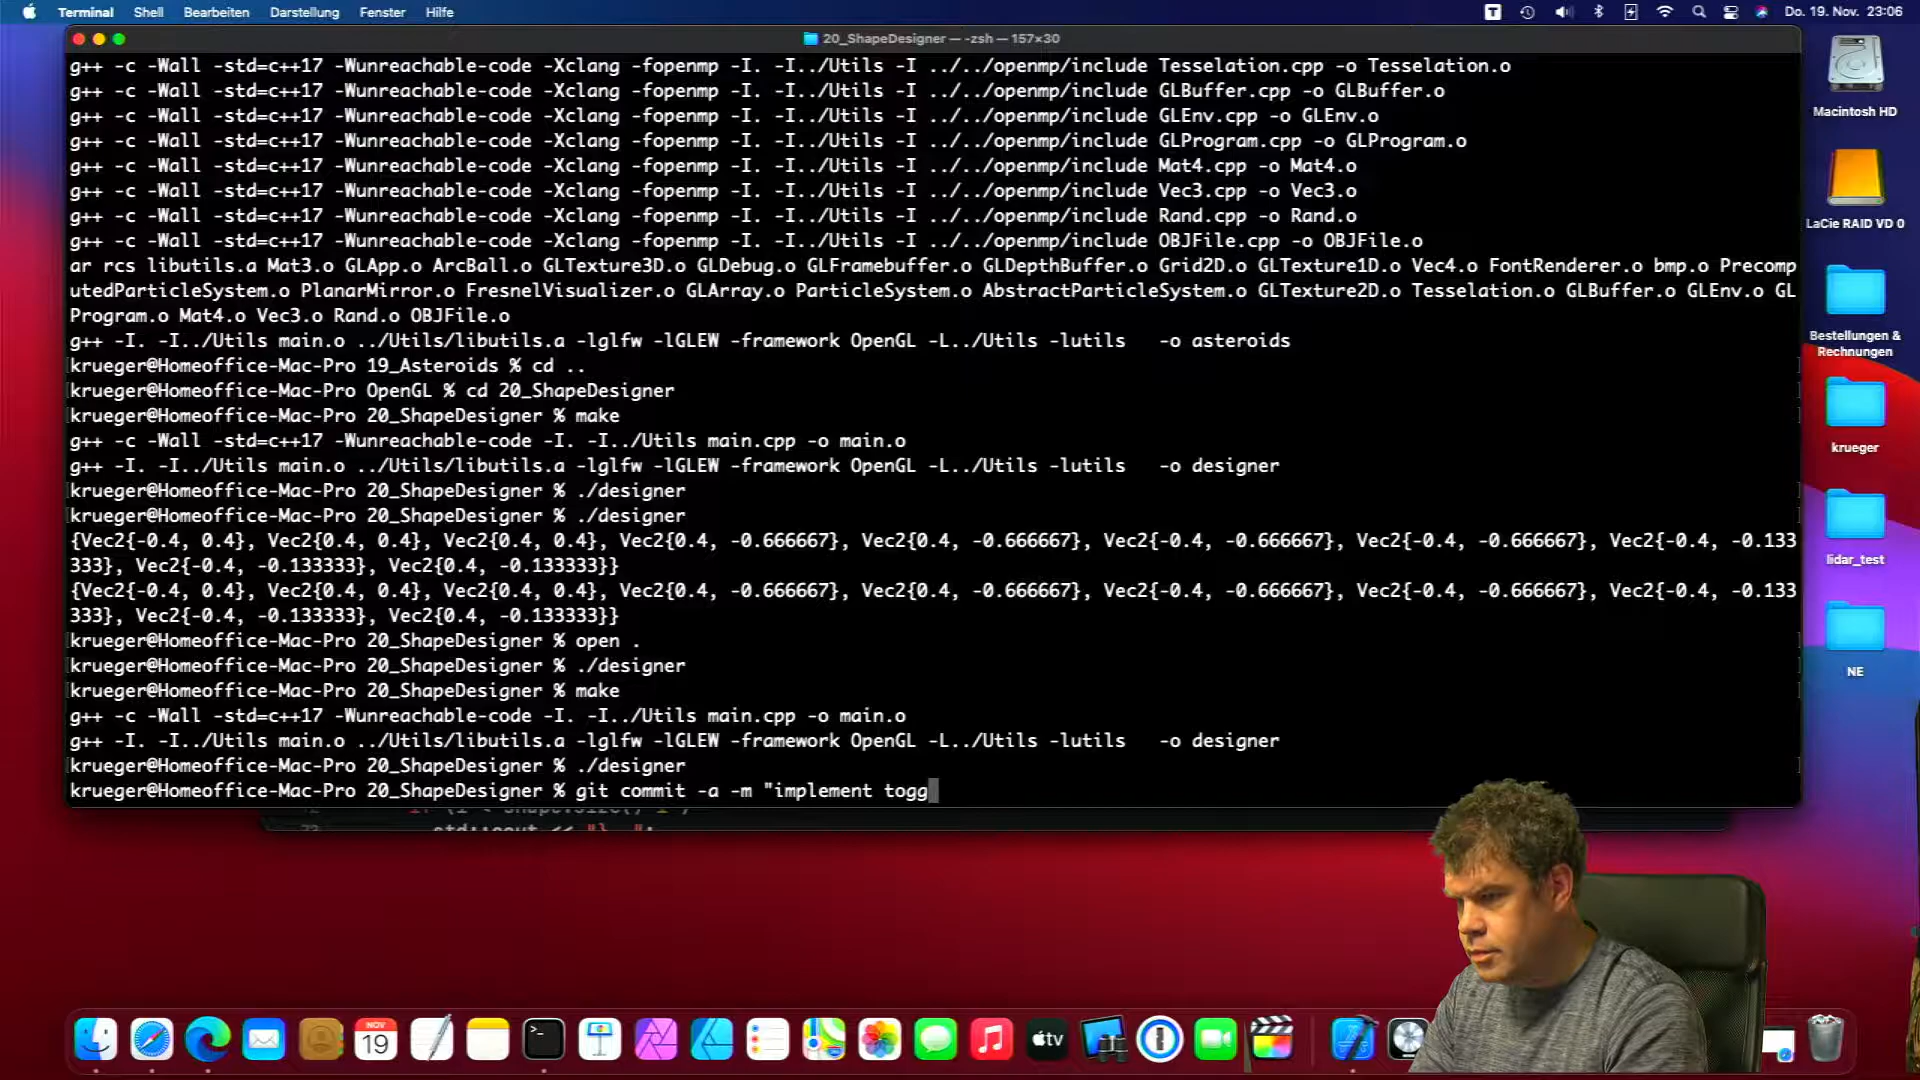 Terminal Shell Bearbeiten Darstellung Fenster Hilfe Do. 19. Nov. 23:06
20_ShapeDesigner — -zsh — 157×30
g++ -c -Wall -std=c++17 -Wunreachable-code -Xclang -fopenmp -I. -I../Utils -I ../../openmp/include Tesselation.cpp -o Tesselation.o
g++ -c -Wall -std=c++17 -Wunreachable-code -Xclang -fopenmp -I. -I../Utils -I ../../openmp/include GLBuffer.cpp -o GLBuffer.o
g++ -c -Wall -std=c++17 -Wunreachable-code -Xclang -fopenmp -I. -I../Utils -I ../../openmp/include GLEnv.cpp -o GLEnv.o
g++ -c -Wall -std=c++17 -Wunreachable-code -Xclang -fopenmp -I. -I../Utils -I ../../openmp/include GLProgram.cpp -o GLProgram.o
g++ -c -Wall -std=c++17 -Wunreachable-code -Xclang -fopenmp -I. -I../Utils -I ../../openmp/include Mat4.cpp -o Mat4.o
g++ -c -Wall -std=c++17 -Wunreachable-code -Xclang -fopenmp -I. -I../Utils -I ../../openmp/include Vec3.cpp -o Vec3.o
g++ -c -Wall -std=c++17 -Wunreachable-code -Xclang -fopenmp -I. -I../Utils -I ../../openmp/include Rand.cpp -o Rand.o
g++ -c -Wall -std=c++17 -Wunreachable-code -Xclang -fopenmp -I. -I../Utils -I ../../openmp/include OBJFile.cpp -o OBJFile.o
ar rcs libutils.a Mat3.o GLApp.o ArcBall.o GLTexture3D.o GLDebug.o GLFramebuffer.o GLDepthBuffer.o Grid2D.o GLTexture1D.o Vec4.o FontRenderer.o bmp.o Precomp
utedParticleSystem.o PlanarMirror.o FresnelVisualizer.o GLArray.o ParticleSystem.o AbstractParticleSystem.o GLTexture2D.o Tesselation.o GLBuffer.o GLEnv.o GL
Program.o Mat4.o Vec3.o Rand.o OBJFile.o
g++ -I. -I../Utils main.o ../Utils/libutils.a -lglfw -lGLEW -framework OpenGL -L../Utils -lutils   -o asteroids
krueger@Homeoffice-Mac-Pro 19_Asteroids % cd ..
krueger@Homeoffice-Mac-Pro OpenGL % cd 20_ShapeDesigner
krueger@Homeoffice-Mac-Pro 20_ShapeDesigner % make
g++ -c -Wall -std=c++17 -Wunreachable-code -I. -I../Utils main.cpp -o main.o
g++ -I. -I../Utils main.o ../Utils/libutils.a -lglfw -lGLEW -framework OpenGL -L../Utils -lutils   -o designer
krueger@Homeoffice-Mac-Pro 20_ShapeDesigner % ./designer
krueger@Homeoffice-Mac-Pro 20_ShapeDesigner % ./designer
{Vec2{-0.4, 0.4}, Vec2{0.4, 0.4}, Vec2{0.4, 0.4}, Vec2{0.4, -0.666667}, Vec2{0.4, -0.666667}, Vec2{-0.4, -0.666667}, Vec2{-0.4, -0.666667}, Vec2{-0.4, -0.133
333}, Vec2{-0.4, -0.133333}, Vec2{0.4, -0.133333}}
{Vec2{-0.4, 0.4}, Vec2{0.4, 0.4}, Vec2{0.4, 0.4}, Vec2{0.4, -0.666667}, Vec2{0.4, -0.666667}, Vec2{-0.4, -0.666667}, Vec2{-0.4, -0.666667}, Vec2{-0.4, -0.133
333}, Vec2{-0.4, -0.133333}, Vec2{0.4, -0.133333}}
krueger@Homeoffice-Mac-Pro 20_ShapeDesigner % open .
krueger@Homeoffice-Mac-Pro 20_ShapeDesigner % ./designer
krueger@Homeoffice-Mac-Pro 20_ShapeDesigner % make
g++ -c -Wall -std=c++17 -Wunreachable-code -I. -I../Utils main.cpp -o main.o
g++ -I. -I../Utils main.o ../Utils/libutils.a -lglfw -lGLEW -framework OpenGL -L../Utils -lutils   -o designer
krueger@Homeoffice-Mac-Pro 20_ShapeDesigner % ./designer
krueger@Homeoffice-Mac-Pro 20_ShapeDesigner % git commit -a -m "implement togg
Macintosh HD
LaCie RAID VD 0
Bestellungen &
Rechnungen
krueger
lidar_test
NE
NOV
19
tv